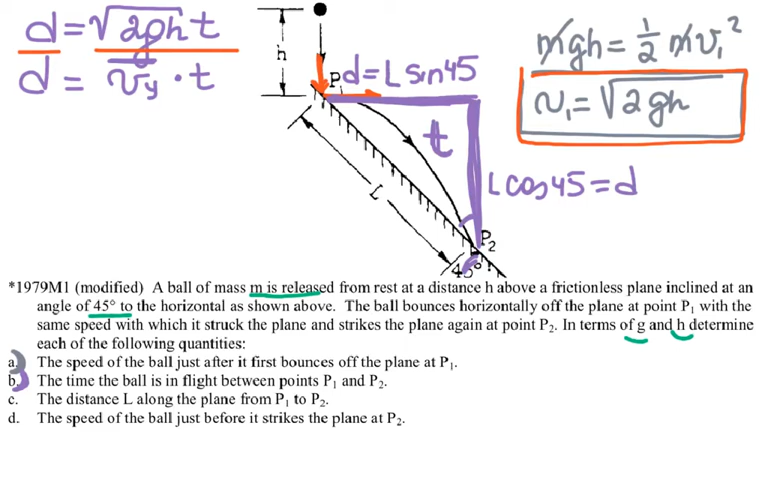 d = √2gh t
d = v̅y · t
h
P1
d = L sin45
t
L cos45 = d
L
P2
45°
mgh = 1/2 mv₁²
v₁ = √2gh
*1979M1 (modified) A ball of mass m is released from rest at a distance h above a frictionless plane inclined at an
angle of 45° to the horizontal as shown above. The ball bounces horizontally off the plane at point P1 with the
same speed with which it struck the plane and strikes the plane again at point P2. In terms of g and h determine
each of the following quantities:
a. The speed of the ball just after it first bounces off the plane at P1.
b. The time the ball is in flight between points P1 and P2.
c. The distance L along the plane from P1 to P2.
d. The speed of the ball just before it strikes the plane at P2.